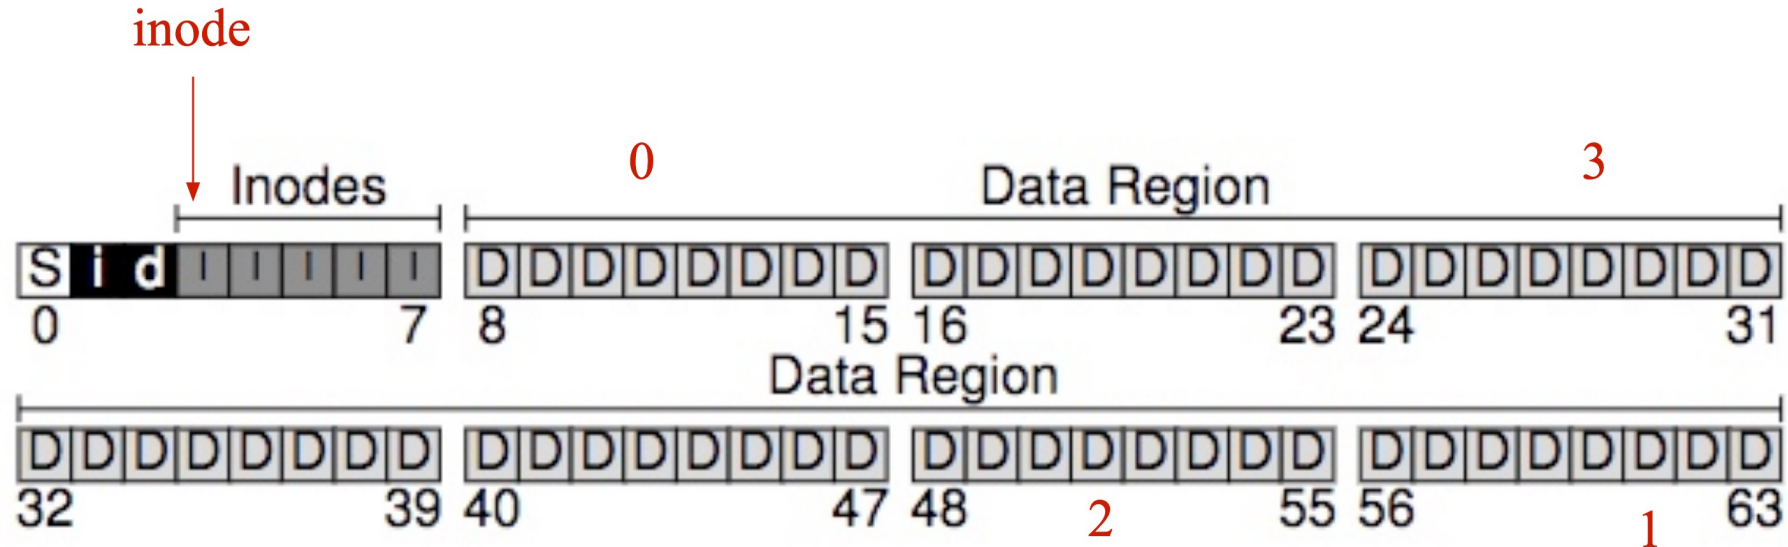 inode
0 3
Inodes Data Region
S i d I I I I I D D D D D D D D D D D D D D D D D D D D D D D D
0 7 8 15 16 23 24 31
Data Region
D D D D D D D D D D D D D D D D D D D D D D D D D D D D D D D D
32 39 40 47 48 55 56 63
2 1